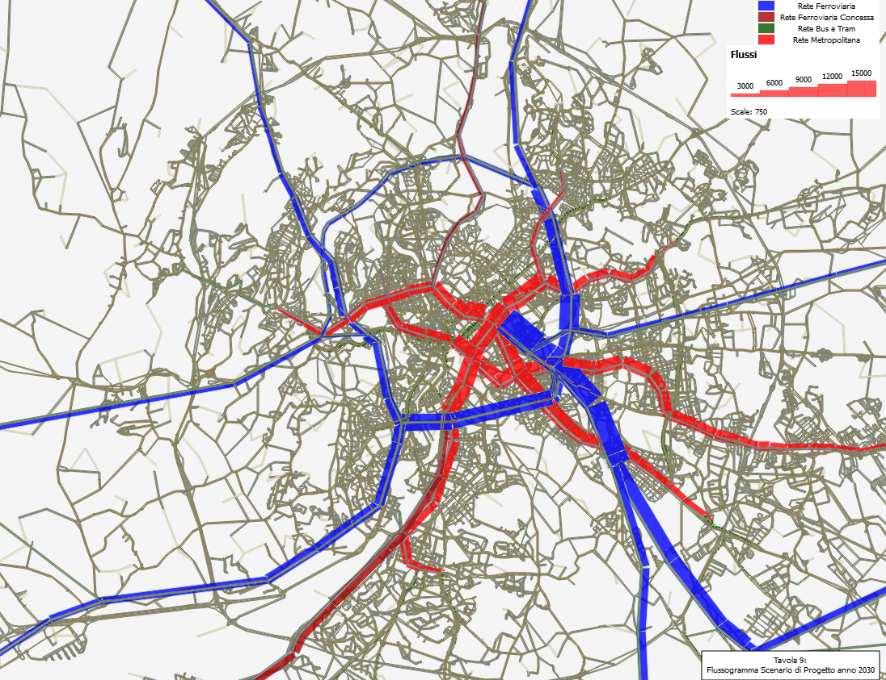 Rete Ferroviaria
Rete Ferroviaria Concessa
Rete Bus e Tram
Rete Metropolitana
Flussi
3000 6000 9000 12000 15000
Scale: 750
Tavola 9:
Flussogramma Scenario di Progetto anno 2030